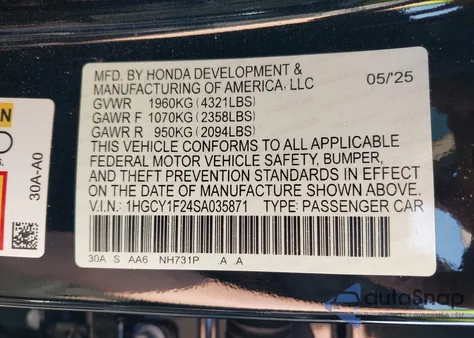 MFD. BY HONDA DEVELOPMENT &
MANUFACTURING OF AMERICA, LLC 05/'25
GVWR 1960KG (4321LBS)
GAWR F 1070KG (2358LBS)
GAWR R 950KG (2094LBS)
THIS VEHICLE CONFORMS TO ALL APPLICABLE
FEDERAL MOTOR VEHICLE SAFETY, BUMPER,
AND THEFT PREVENTION STANDARDS IN EFFECT
ON THE DATE OF MANUFACTURE SHOWN ABOVE.
V.I.N.: 1HGCY1F24SA035871 TYPE: PASSENGER CAR
30A S AA6 NH731P .A .A
30A-A0
autoSnap